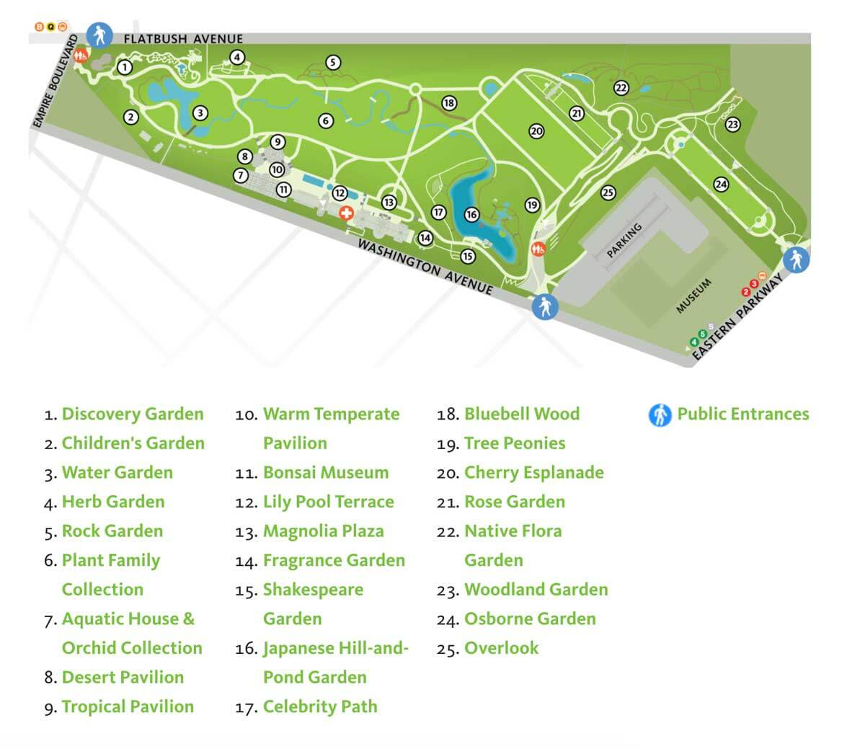 B Q
FLATBUSH AVENUE
EMPIRE BOULEVARD
1
2
3
4
5
6
7
8
9
10
11
12
13
14
15
16
17
18
19
20
21
22
23
24
25
WASHINGTON AVENUE
PARKING
MUSEUM
EASTERN PARKWAY
2 3
4 5 S
1. Discovery Garden
2. Children's Garden
3. Water Garden
4. Herb Garden
5. Rock Garden
6. Plant Family
Collection
7. Aquatic House &
Orchid Collection
8. Desert Pavilion
9. Tropical Pavilion
10. Warm Temperate
Pavilion
11. Bonsai Museum
12. Lily Pool Terrace
13. Magnolia Plaza
14. Fragrance Garden
15. Shakespeare
Garden
16. Japanese Hill-and-
Pond Garden
17. Celebrity Path
18. Bluebell Wood
19. Tree Peonies
20. Cherry Esplanade
21. Rose Garden
22. Native Flora
Garden
23. Woodland Garden
24. Osborne Garden
25. Overlook
Public Entrances